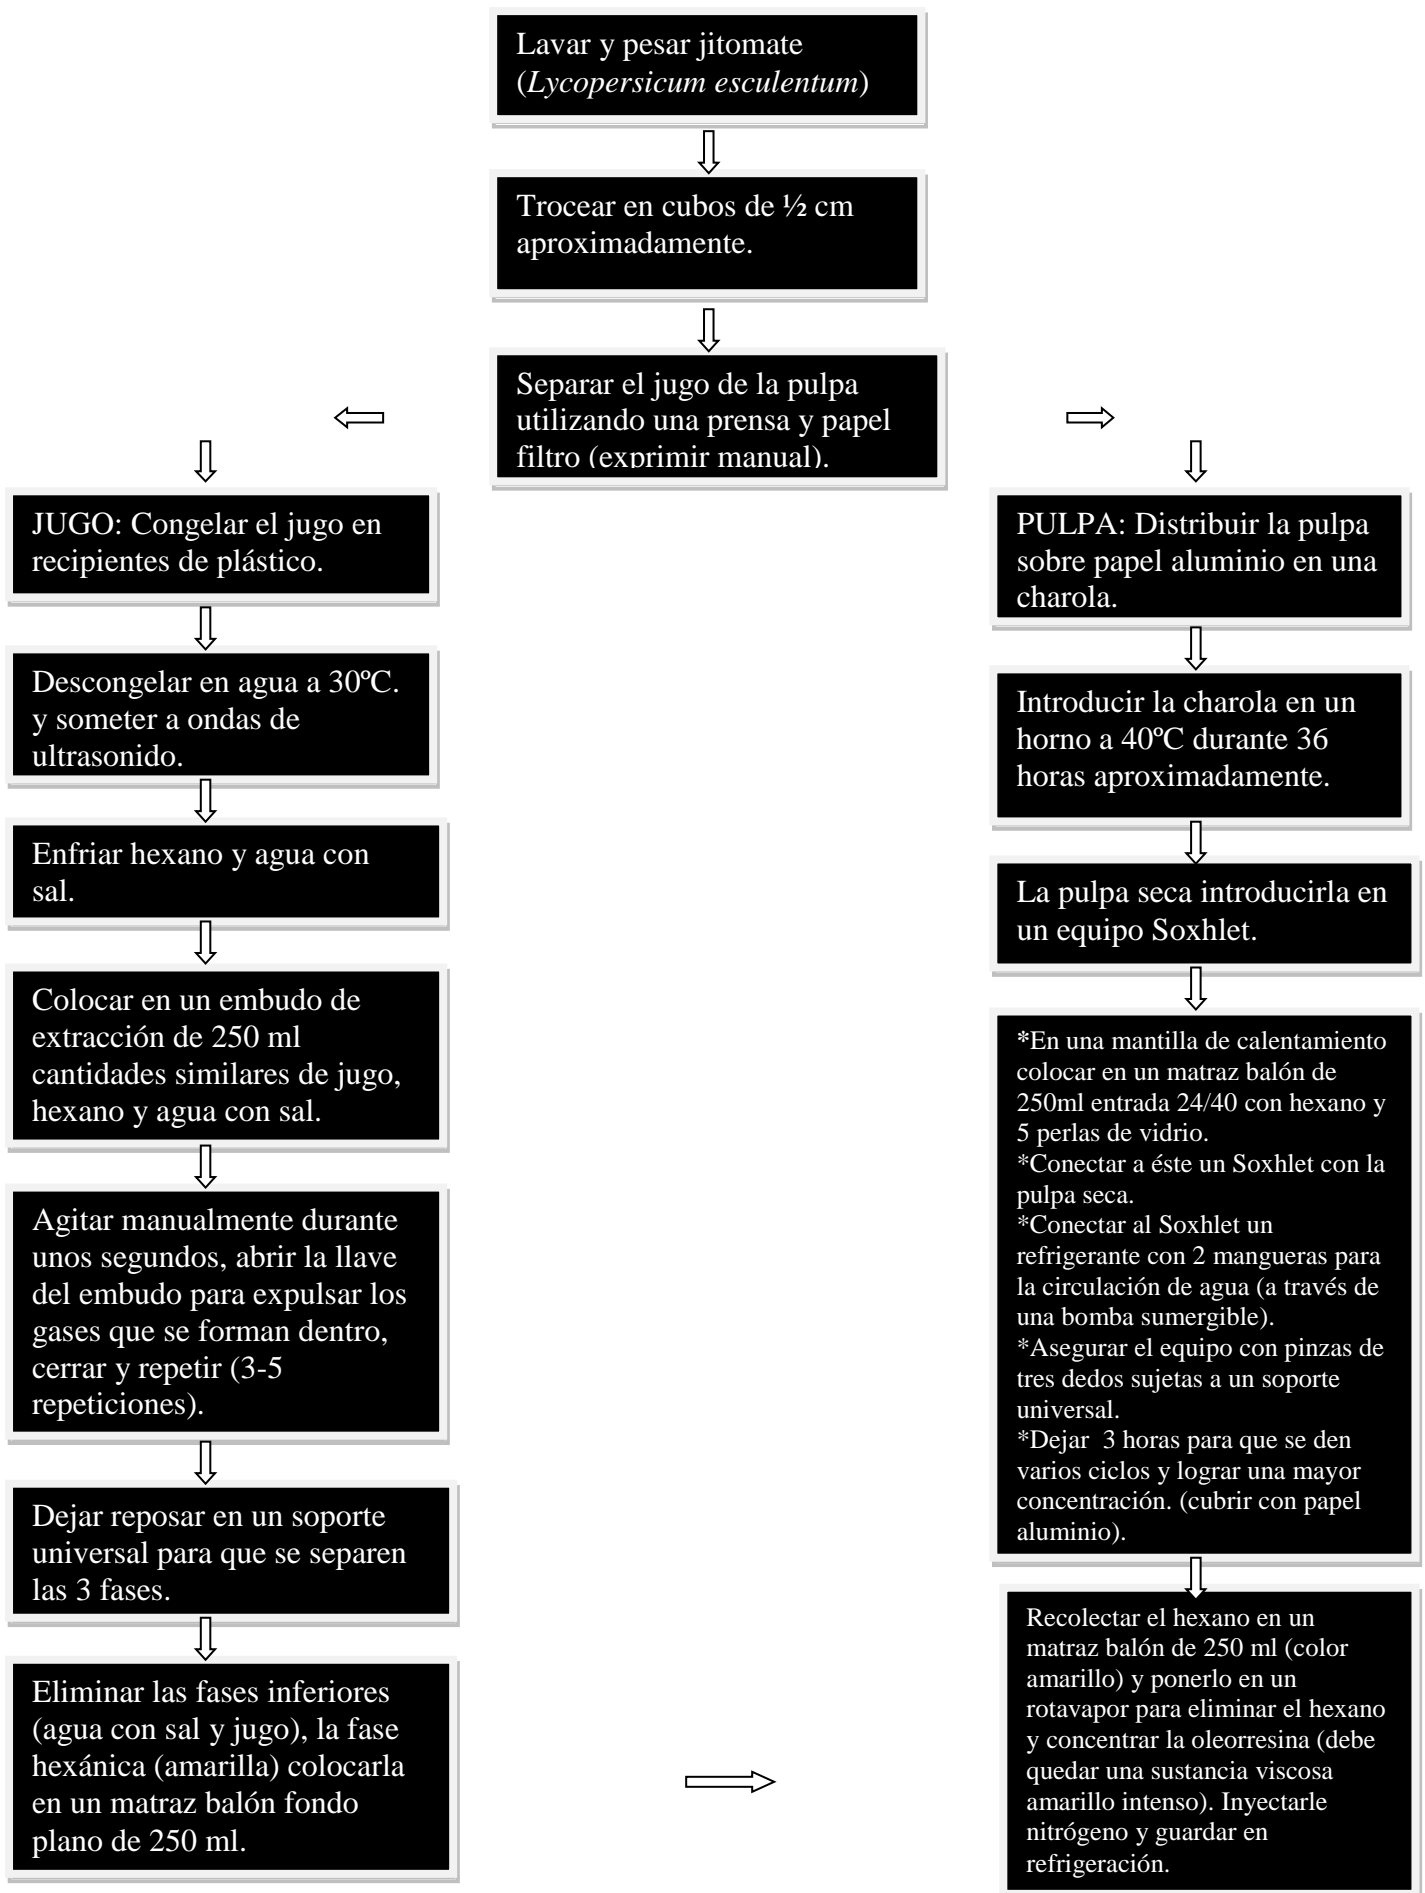 Lavar y pesar jitomate
(Lycopersicum esculentum)
Trocear en cubos de ½ cm
aproximadamente.
Separar el jugo de la pulpa
utilizando una prensa y papel
filtro (exprimir manual).
JUGO: Congelar el jugo en
recipientes de plástico.
Descongelar en agua a 30ºC.
y someter a ondas de
ultrasonido.
Enfriar hexano y agua con
sal.
Colocar en un embudo de
extracción de 250 ml
cantidades similares de jugo,
hexano y agua con sal.
Agitar manualmente durante
unos segundos, abrir la llave
del embudo para expulsar los
gases que se forman dentro,
cerrar y repetir (3-5
repeticiones).
Dejar reposar en un soporte
universal para que se separen
las 3 fases.
Eliminar las fases inferiores
(agua con sal y jugo), la fase
hexánica (amarilla) colocarla
en un matraz balón fondo
plano de 250 ml.
PULPA: Distribuir la pulpa
sobre papel aluminio en una
charola.
Introducir la charola en un
horno a 40ºC durante 36
horas aproximadamente.
La pulpa seca introducirla en
un equipo Soxhlet.
*En una mantilla de calentamiento
colocar en un matraz balón de
250ml entrada 24/40 con hexano y
5 perlas de vidrio.
*Conectar a éste un Soxhlet con la
pulpa seca.
*Conectar al Soxhlet un
refrigerante con 2 mangueras para
la circulación de agua (a través de
una bomba sumergible).
*Asegurar el equipo con pinzas de
tres dedos sujetas a un soporte
universal.
*Dejar  3 horas para que se den
varios ciclos y lograr una mayor
concentración. (cubrir con papel
aluminio).
Recolectar el hexano en un
matraz balón de 250 ml (color
amarillo) y ponerlo en un
rotavapor para eliminar el hexano
y concentrar la oleorresina (debe
quedar una sustancia viscosa
amarillo intenso). Inyectarle
nitrógeno y guardar en
refrigeración.